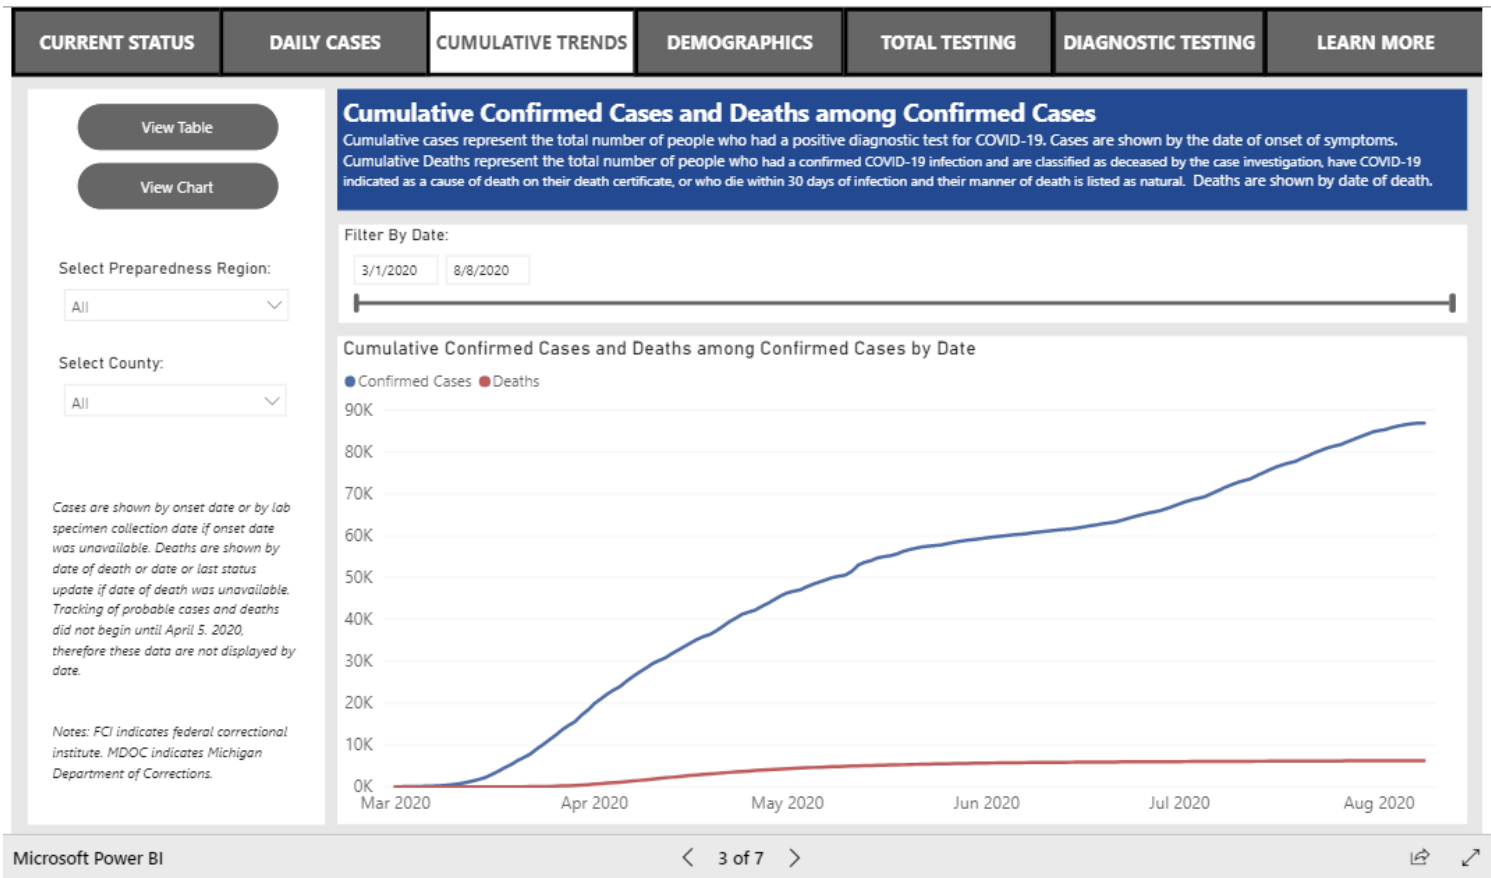 CURRENT STATUS
DAILY CASES
CUMULATIVE TRENDS
DEMOGRAPHICS
TOTAL TESTING
DIAGNOSTIC TESTING
LEARN MORE
View Table
View Chart
Select Preparedness Region:
All
Select County:
All
Cases are shown by onset date or by lab
specimen collection date if onset date
was unavailable. Deaths are shown by
date of death or date or last status
update if date of death was unavailable.
Tracking of probable cases and deaths
did not begin until April 5. 2020,
therefore these data are not displayed by
date.
Notes: FCI indicates federal correctional
institute. MDOC indicates Michigan
Department of Corrections.
Cumulative Confirmed Cases and Deaths among Confirmed Cases
Cumulative cases represent the total number of people who had a positive diagnostic test for COVID-19. Cases are shown by the date of onset of symptoms.
Cumulative Deaths represent the total number of people who had a confirmed COVID-19 infection and are classified as deceased by the case investigation, have COVID-19
indicated as a cause of death on their death certificate, or who die within 30 days of infection and their manner of death is listed as natural. Deaths are shown by date of death.
Filter By Date:
3/1/2020
8/8/2020
Cumulative Confirmed Cases and Deaths among Confirmed Cases by Date
Confirmed Cases
Deaths
90K
80K
70K
60K
50K
40K
30K
20K
10K
0K
Mar 2020
Apr 2020
May 2020
Jun 2020
Jul 2020
Aug 2020
Microsoft Power BI
3 of 7